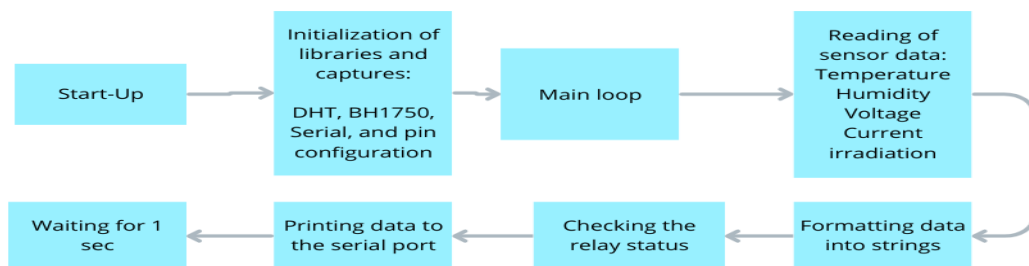 Start-Up
Initialization of
libraries and
captures:
DHT, BH1750,
Serial, and pin
configuration
Main loop
Reading of
sensor data:
Temperature
Humidity
Voltage
Current
irradiation
Formatting data
into strings
Checking the
relay status
Printing data to
the serial port
Waiting for 1
sec